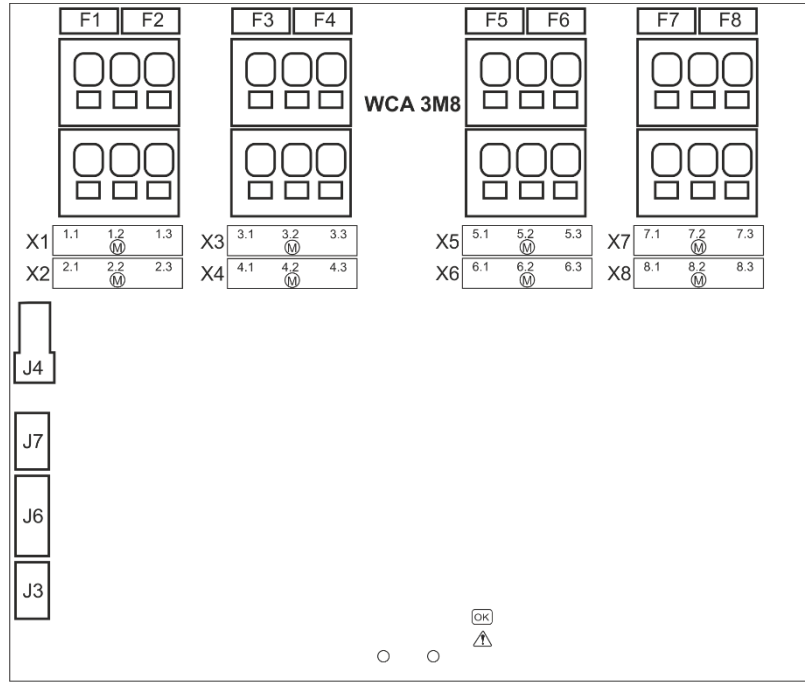 F1 F2 F3 F4 F5 F6 F7 F8
WCA 3M8
X1 1.1 1.2 1.3 X3 3.1 3.2 3.3 X5 5.1 5.2 5.3 X7 7.1 7.2 7.3
M M M M
X2 2.1 2.2 2.3 X4 4.1 4.2 4.3 X6 6.1 6.2 6.3 X8 8.1 8.2 8.3
M M M M
J4
J7
J6
J3
OK